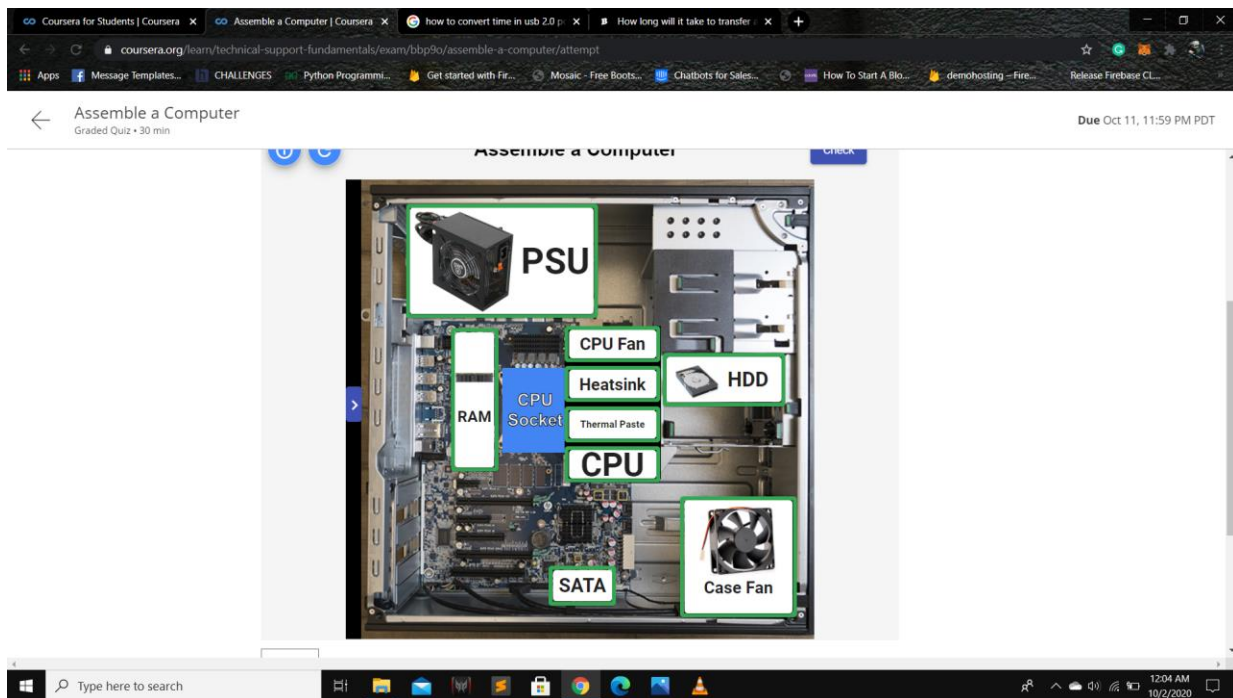 Coursera for Students | Coursera
Assemble a Computer | Coursera
how to convert time in usb 2.0 p
How long will it take to transfer
coursera.org/learn/technical-support-fundamentals/exam/bbp9o/assemble-a-computer/attempt
Apps
Message Templates...
CHALLENGES
Python Programmi...
Get started with Fir...
Mosaic - Free Boots...
Chatbots for Sales...
How To Start A Blo...
demohosting – Fire...
Release Firebase CL...
Assemble a Computer
Graded Quiz • 30 min
Due Oct 11, 11:59 PM PDT
Assemble a Computer
Check
PSU
CPU Fan
Heatsink
HDD
CPU
Socket
RAM
Thermal Paste
CPU
SATA
Case Fan
Type here to search
12:04 AM
10/2/2020